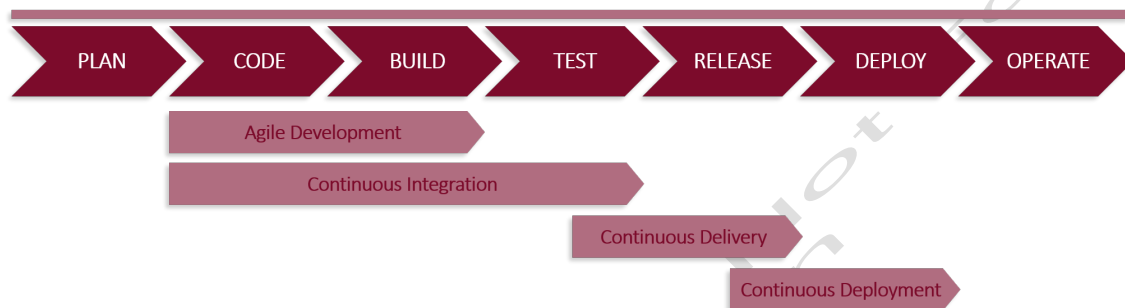 PLAN
CODE
BUILD
TEST
RELEASE
DEPLOY
OPERATE
Agile Development
Continuous Integration
Continuous Delivery
Continuous Deployment